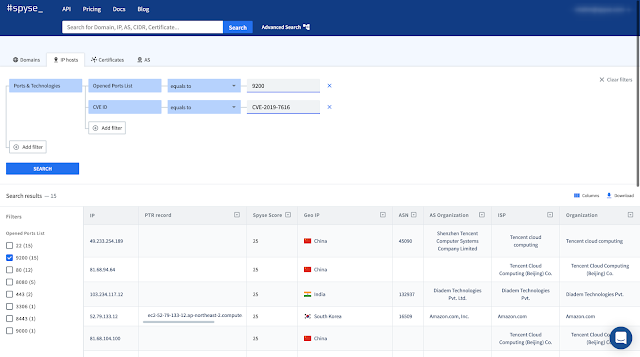 #spyse_ API Pricing Docs Blog
Search for Domain, IP, AS, CIDR, Certificate... Search Advanced Search
Domains IP hosts Certificates AS
Ports & Technologies Opened Ports List equals to 9200 Clear filters
CVE ID equals to CVE-2019-7616
Add filter
Add filter
SEARCH
Search results — 15 Columns Download
Filters IP PTR record Spyse Score Geo IP ASN AS Organization ISP Organization
Opened Ports List
22 (15)
9200 (15)
80 (12)
8080 (5)
443 (2)
3306 (1)
8443 (1)
9000 (1)
49.233.254.189 25 China 45090 Shenzhen Tencent Computer Systems Company Limited Tencent cloud computing Tencent cloud computing
81.68.94.64 25 China Tencent Cloud Computing (Beijing) Co. Tencent Cloud Computing (Beijing) Co.
103.234.117.12 25 India 132937 Diadem Technologies Pvt. Ltd. Diadem Technologies Pvt. Diadem Technologies Pvt.
52.79.133.12 ec2-52-79-133-12.ap-northeast-2.compute 25 South Korea 16509 Amazon.com, Inc. Amazon.com Amazon.com
81.68.104.100 25 China Tencent Cloud Computing (Beijing) Co. Tencent Cloud Computing (Beijing) Co.